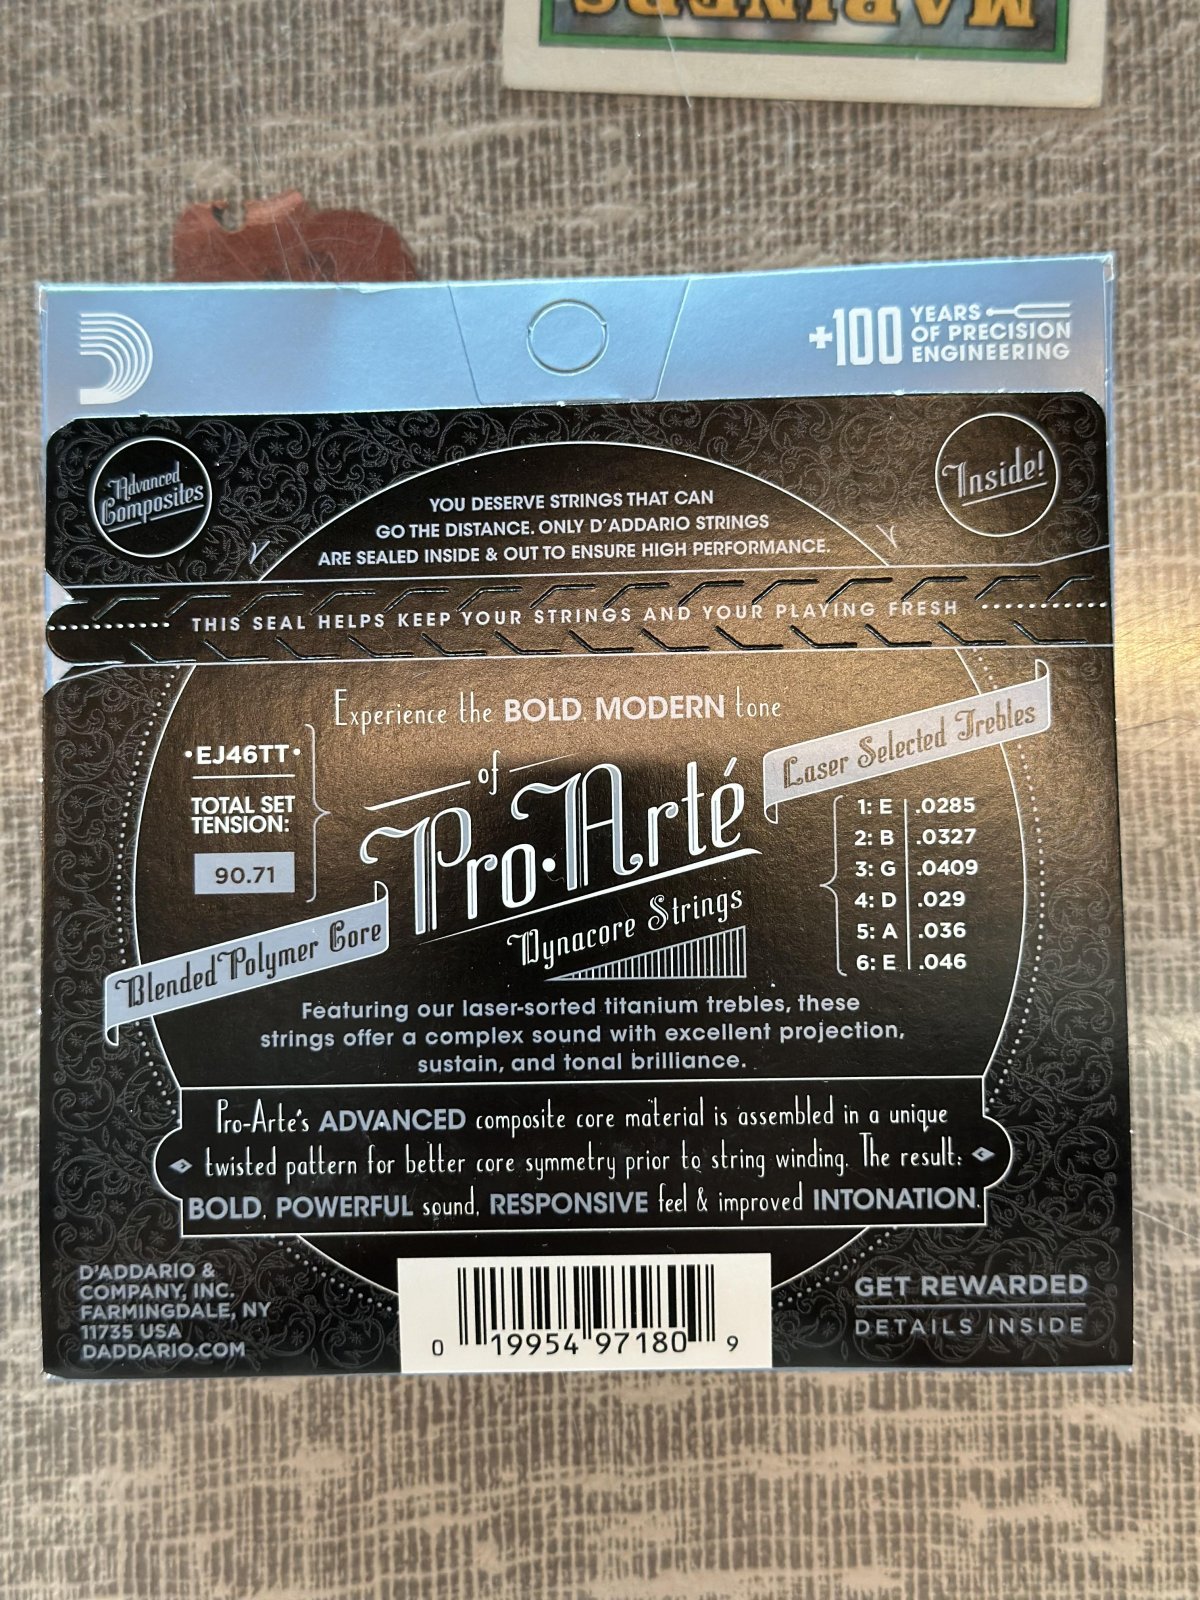 MARINERS
+100 YEARS
OF PRECISION
ENGINEERING
Advanced
Composites
Inside!
YOU DESERVE STRINGS THAT CAN
GO THE DISTANCE. ONLY D'ADDARIO STRINGS
ARE SEALED INSIDE & OUT TO ENSURE HIGH PERFORMANCE.
THIS SEAL HELPS KEEP YOUR STRINGS AND YOUR PLAYING FRESH
Experience the BOLD, MODERN tone
of
Pro·Arté
Dynacore Strings
•EJ46TT•
TOTAL SET
TENSION:
90.71
Blended Polymer Core
Laser Selected Trebles
1: E .0285
2: B .0327
3: G .0409
4: D .029
5: A .036
6: E .046
Featuring our laser-sorted titanium trebles, these
strings offer a complex sound with excellent projection,
sustain, and tonal brilliance.
Pro-Arte's ADVANCED composite core material is assembled in a unique
twisted pattern for better core symmetry prior to string winding. The result:
BOLD, POWERFUL sound, RESPONSIVE feel & improved INTONATION.
D'ADDARIO &
COMPANY, INC.
FARMINGDALE, NY
11735 USA
DADDARIO.COM
0 19954 97180 9
GET REWARDED
DETAILS INSIDE